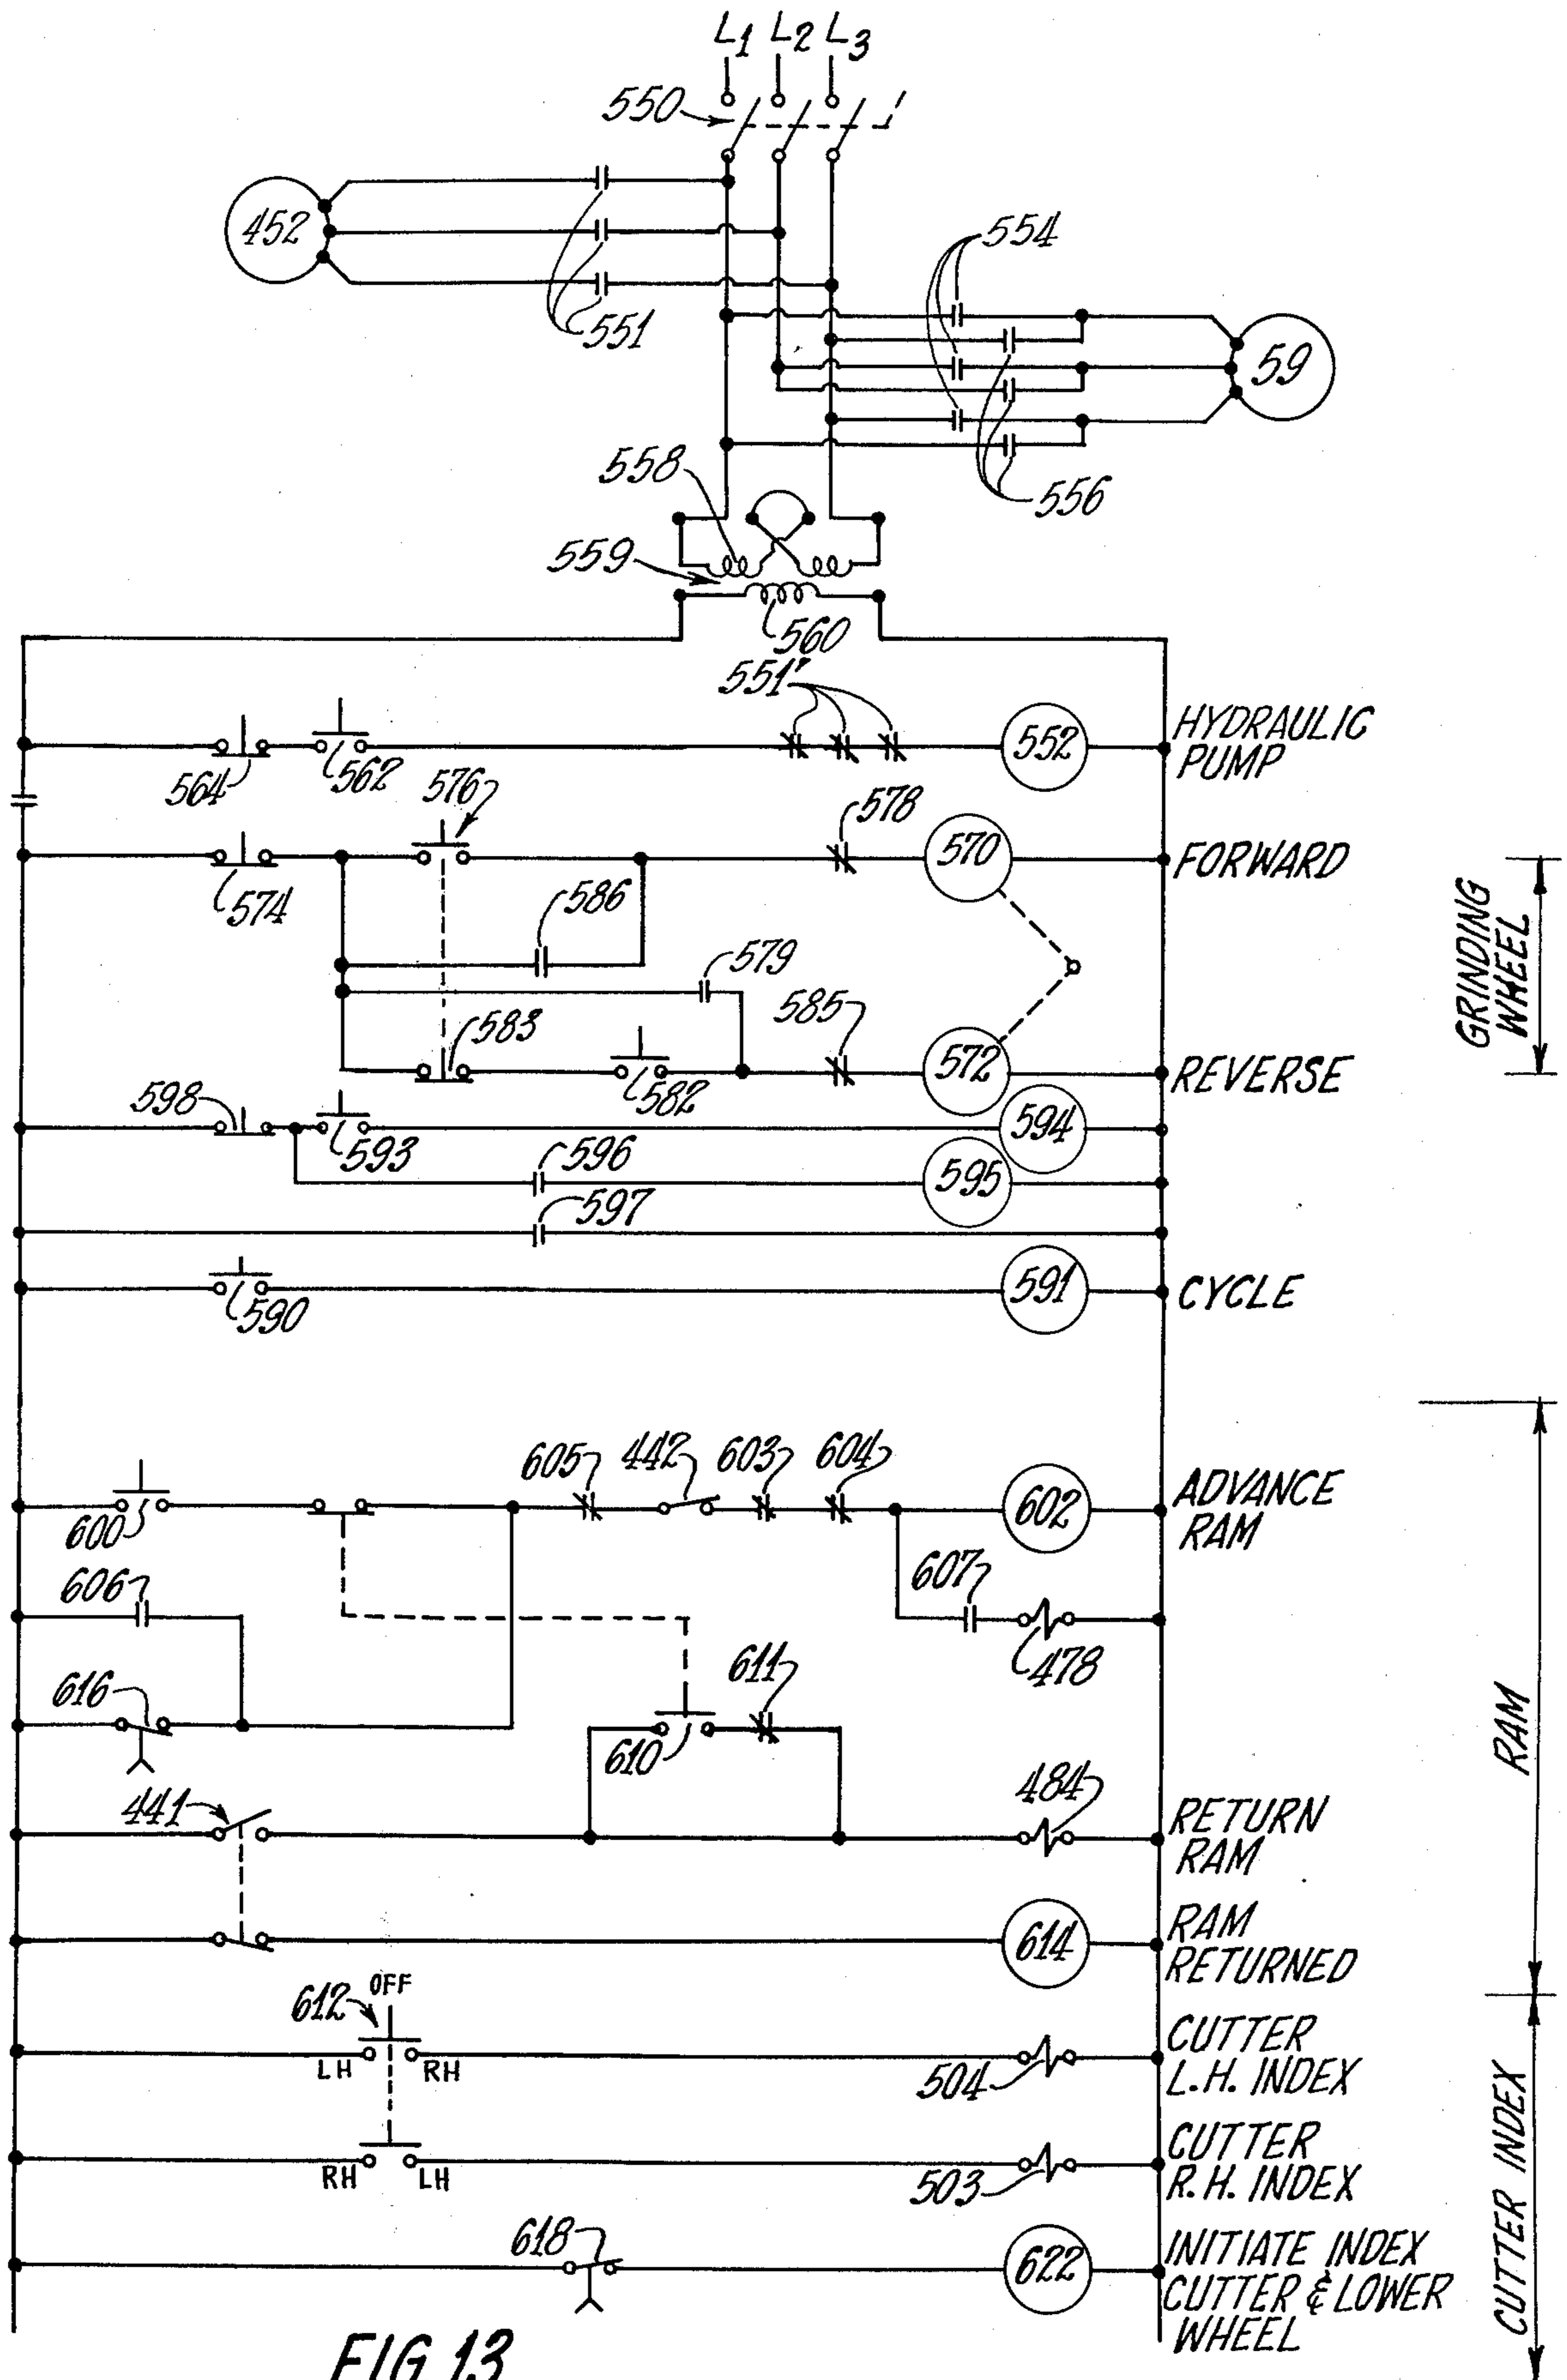 L1 L2 L3
550
452
554
551
59
558
556
559
560
551'
552
HYDRAULIC
PUMP
564
562
576
578
570
FORWARD
574
586
579
583
585
582
572
REVERSE
GRINDING
WHEEL
598
593
594
596
595
597
590
591
CYCLE
605
442
603
604
600
602
ADVANCE
RAM
606
607
478
616
611
610
RAM
441
484
RETURN
RAM
614
RAM
RETURNED
612
OFF
LH
RH
504
CUTTER
L.H. INDEX
RH
LH
503
CUTTER
R.H. INDEX
618
622
INITIATE INDEX
CUTTER & LOWER
WHEEL
CUTTER INDEX
FIG 13